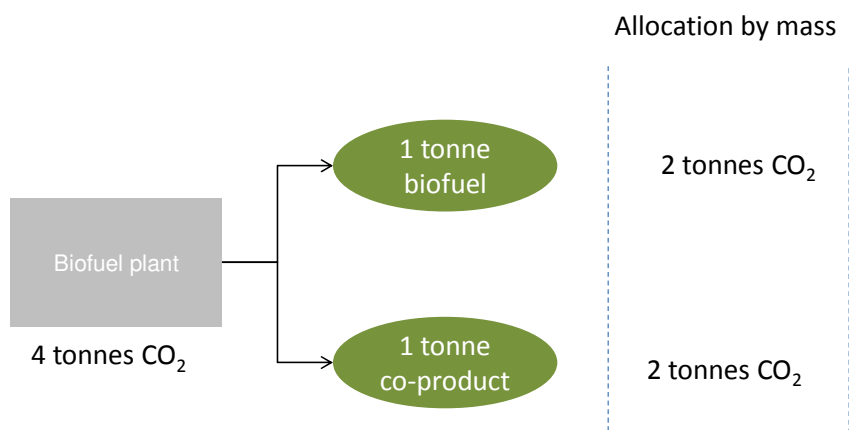 Allocation by mass
1 tonne
biofuel
2 tonnes CO₂
Biofuel plant
4 tonnes CO₂
1 tonne
co-product
2 tonnes CO₂